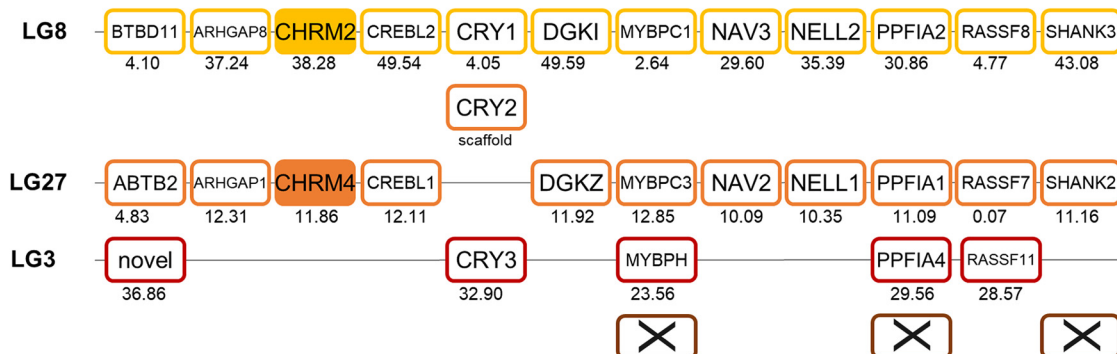 LG8 BTBD11 ARHGAP8 CHRM2 CREBL2 CRY1 DGKI MYBPC1 NAV3 NELL2 PPFIA2 RASSF8 SHANK3
4.10 37.24 38.28 49.54 4.05 49.59 2.64 29.60 35.39 30.86 4.77 43.08
CRY2
scaffold
LG27 ABTB2 ARHGAP1 CHRM4 CREBL1 DGKZ MYBPC3 NAV2 NELL1 PPFIA1 RASSF7 SHANK2
4.83 12.31 11.86 12.11 11.92 12.85 10.09 10.35 11.09 0.07 11.16
LG3 novel CRY3 MYBPH PPFIA4 RASSF11
36.86 32.90 23.56 29.56 28.57
X X X